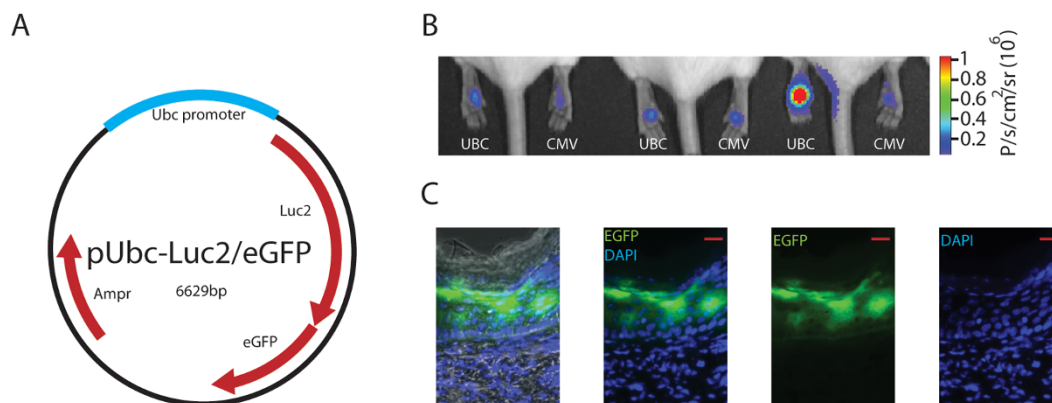 A
Ubc promoter
Luc2
pUbc-Luc2/eGFP
Ampr
6629bp
eGFP
B
UBC
CMV
UBC
CMV
UBC
CMV
1
0.8
0.6
0.4
0.2
P/s/cm²/sr (10⁶)
C
EGFP
DAPI
EGFP
DAPI